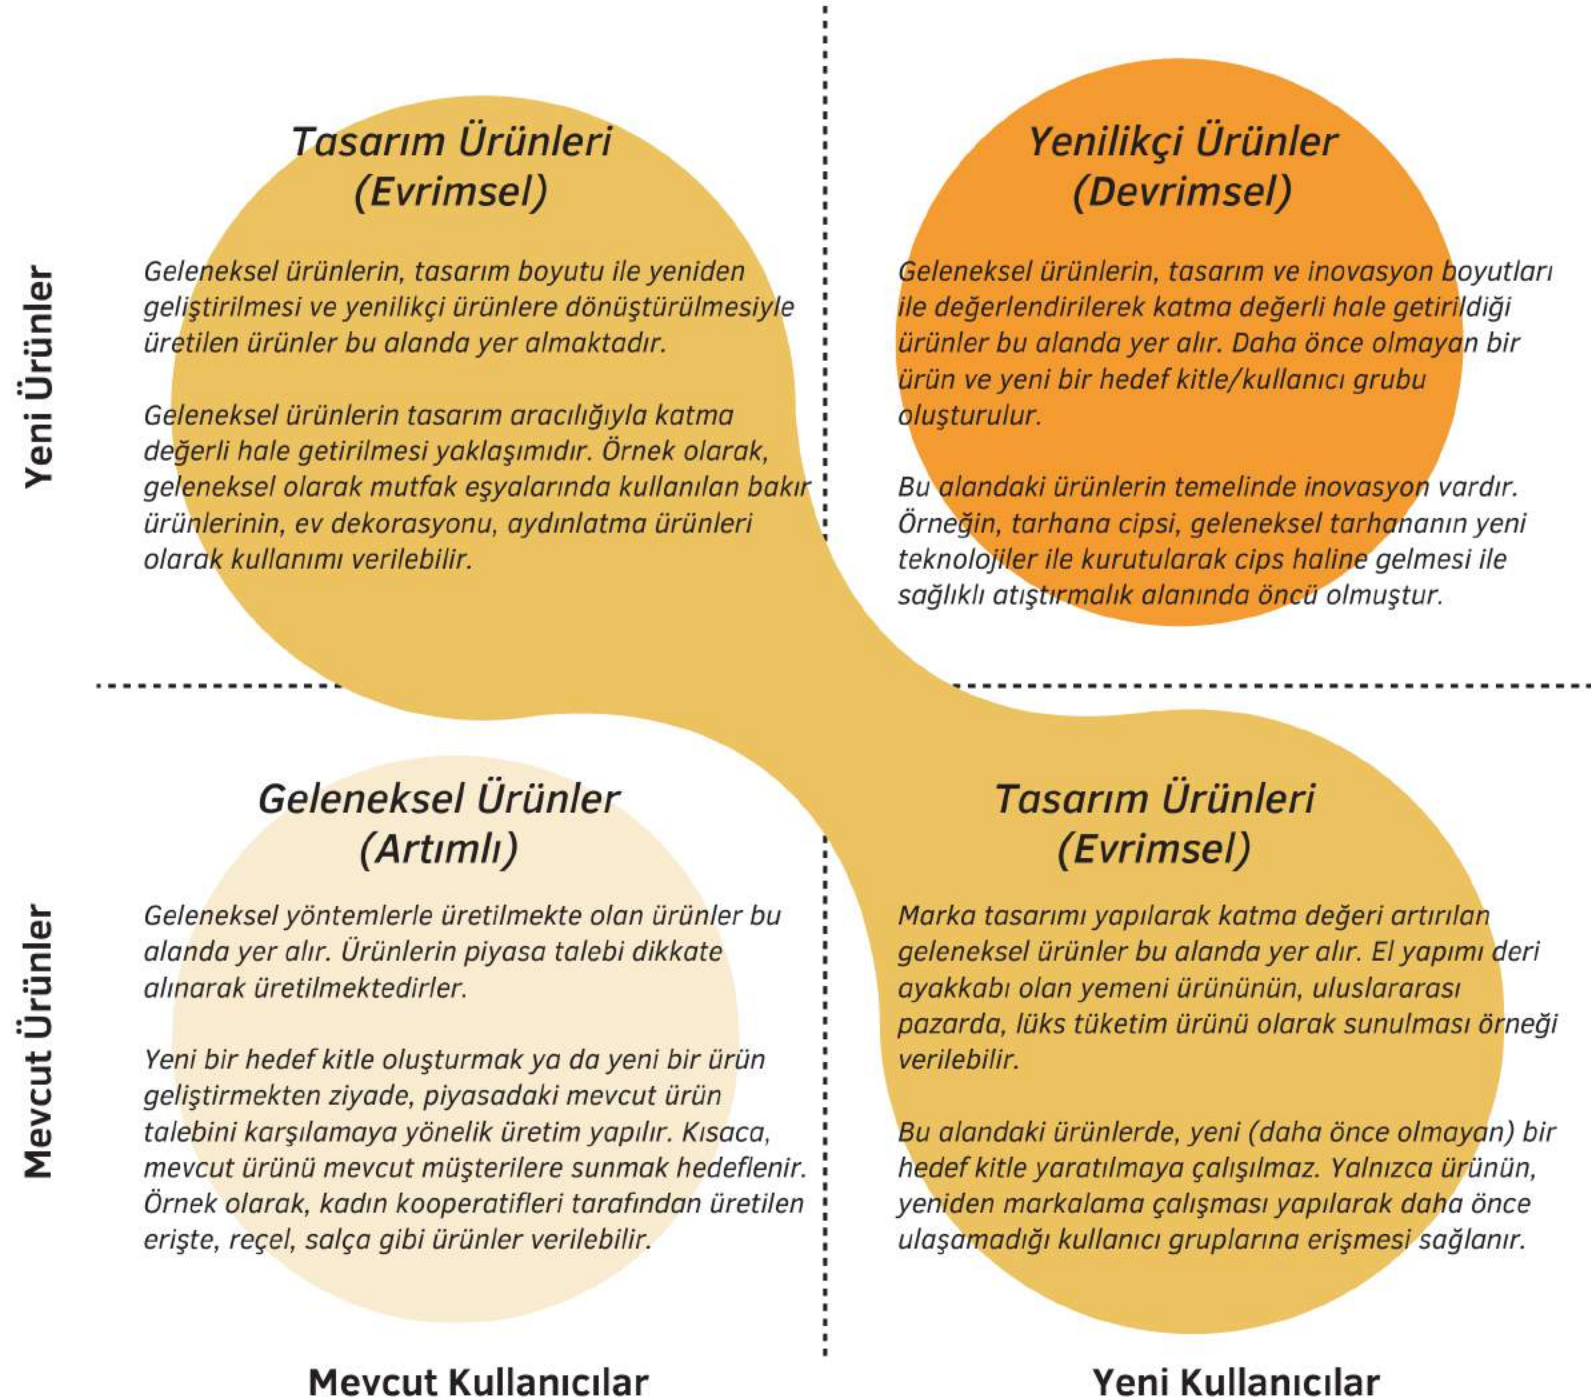 Yeni Ürünler
Tasarım Ürünleri
(Evrimsel)
Geleneksel ürünlerin, tasarım boyutu ile yeniden
geliştirilmesi ve yenilikçi ürünlere dönüştürülmesiyle
üretilen ürünler bu alanda yer almaktadır.
Geleneksel ürünlerin tasarım aracılığıyla katma
değerli hale getirilmesi yaklaşımıdır. Örnek olarak,
geleneksel olarak mutfak eşyalarında kullanılan bakır
ürünlerinin, ev dekorasyonu, aydınlatma ürünleri
olarak kullanımı verilebilir.
Yenilikçi Ürünler
(Devrimsel)
Geleneksel ürünlerin, tasarım ve inovasyon boyutları
ile değerlendirilerek katma değerli hale getirildiği
ürünler bu alanda yer alır. Daha önce olmayan bir
ürün ve yeni bir hedef kitle/kullanıcı grubu
oluşturulur.
Bu alandaki ürünlerin temelinde inovasyon vardır.
Örneğin, tarhana cipsi, geleneksel tarhananın yeni
teknolojiler ile kurutularak cips haline gelmesi ile
sağlıklı atıştırmalık alanında öncü olmuştur.
Mevcut Ürünler
Geleneksel Ürünler
(Artımlı)
Geleneksel yöntemlerle üretilmekte olan ürünler bu
alanda yer alır. Ürünlerin piyasa talebi dikkate
alınarak üretilmektedirler.
Yeni bir hedef kitle oluşturmak ya da yeni bir ürün
geliştirmekten ziyade, piyasadaki mevcut ürün
talebini karşılamaya yönelik üretim yapılır. Kısaca,
mevcut ürünü mevcut müşterilere sunmak hedeflenir.
Örnek olarak, kadın kooperatifleri tarafından üretilen
erişte, reçel, salça gibi ürünler verilebilir.
Tasarım Ürünleri
(Evrimsel)
Marka tasarımı yapılarak katma değeri artırılan
geleneksel ürünler bu alanda yer alır. El yapımı deri
ayakkabı olan yemeni ürününün, uluslararası
pazarda, lüks tüketim ürünü olarak sunulması örneği
verilebilir.
Bu alandaki ürünlerde, yeni (daha önce olmayan) bir
hedef kitle yaratılmaya çalışılmaz. Yalnızca ürünün,
yeniden markalama çalışması yapılarak daha önce
ulaşamadığı kullanıcı gruplarına erişmesi sağlanır.
Mevcut Kullanıcılar
Yeni Kullanıcılar